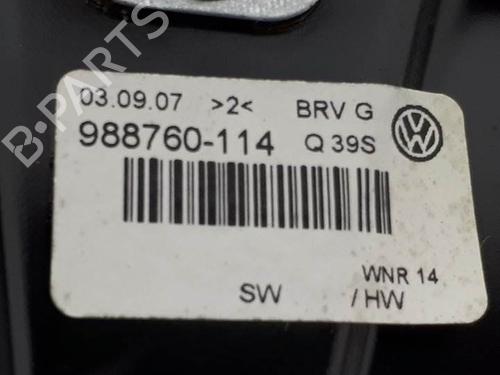 03.09.07 >2< BRV G
988760-114 Q 39S
WNR 14
SW / HW
B-PARTS